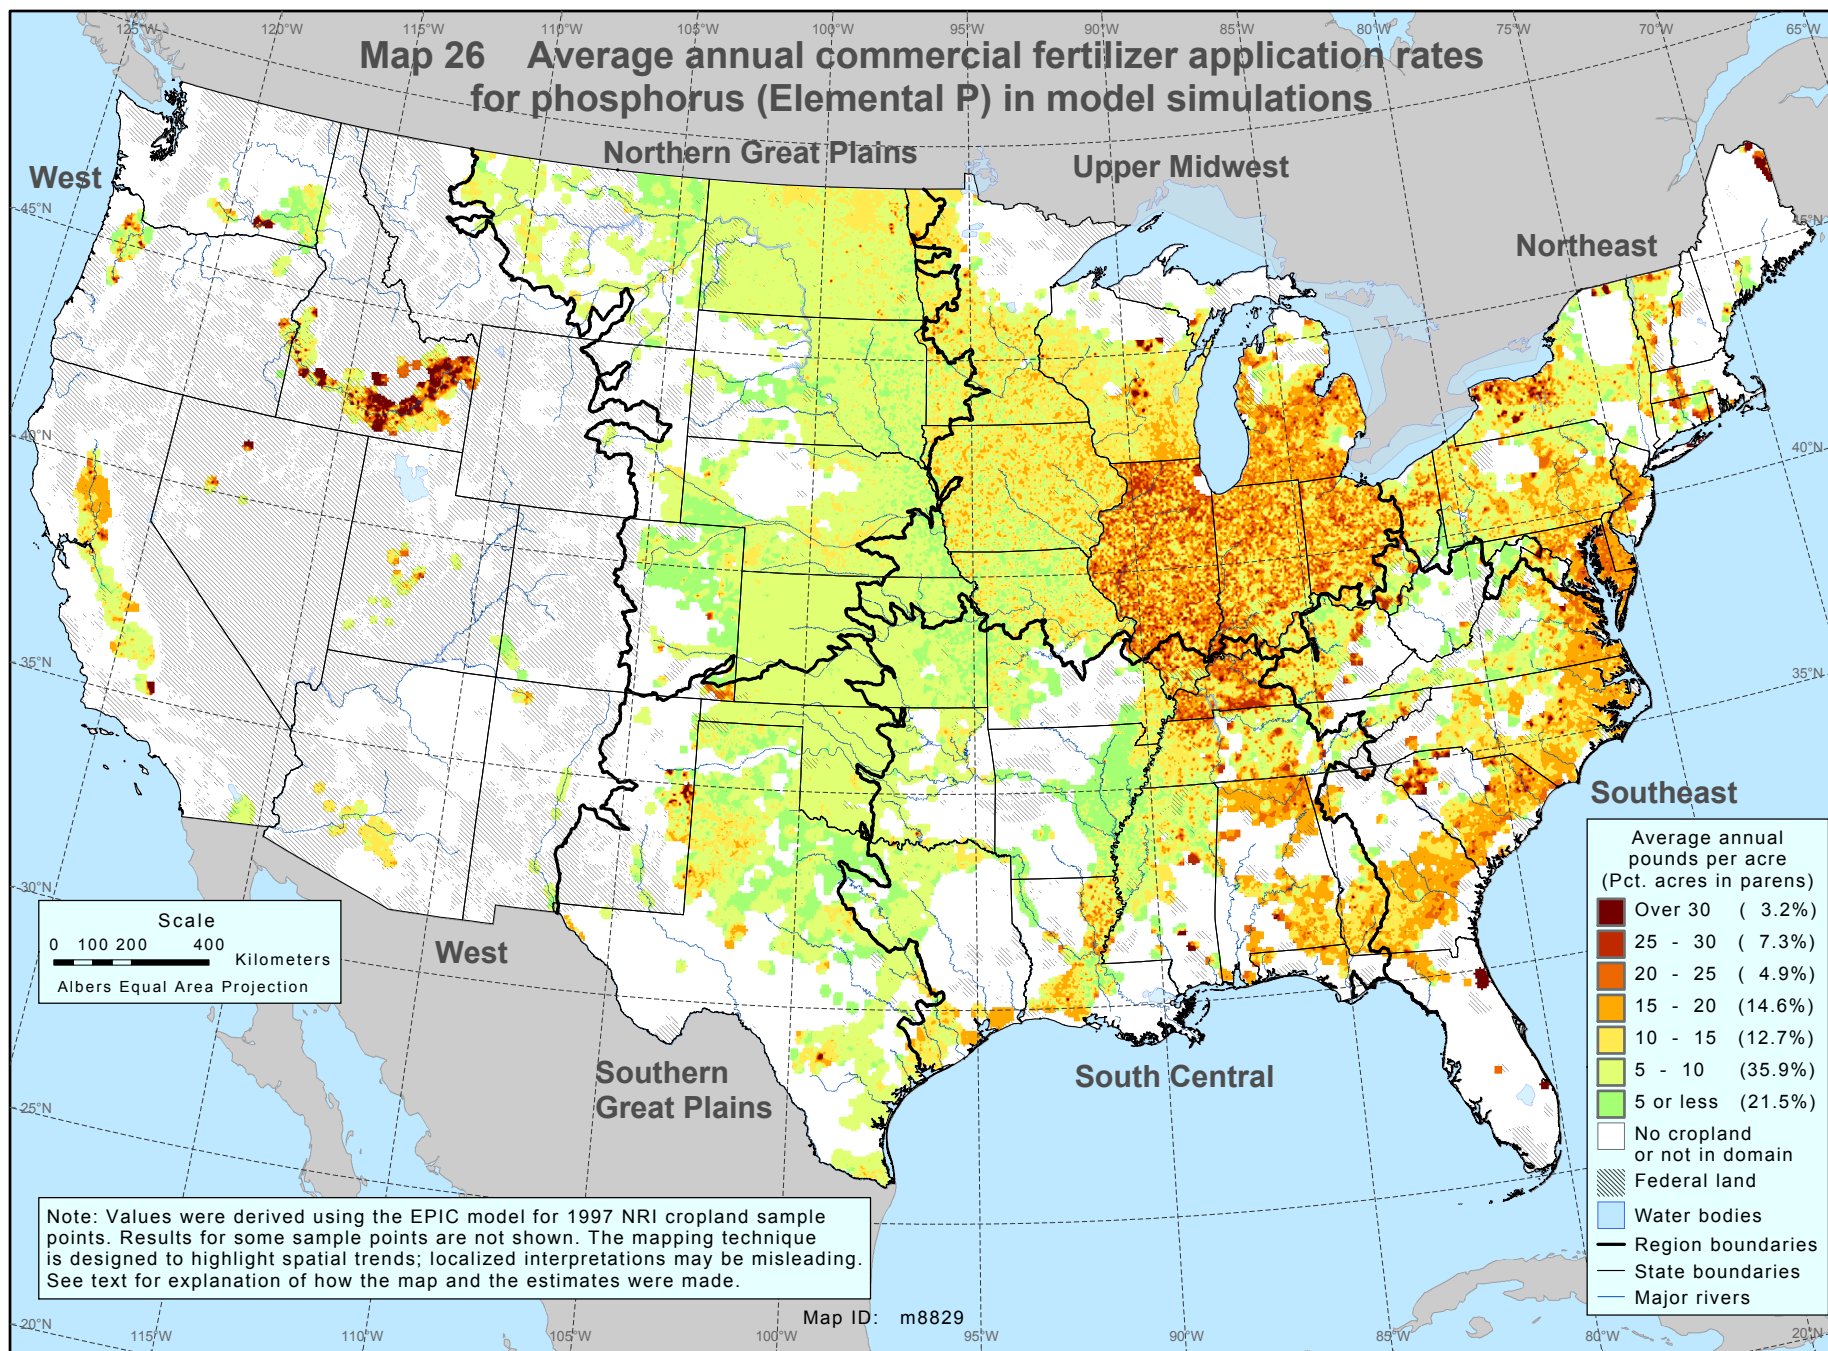 125°W 120°W 115°W 110°W 105°W 100°W 95°W 90°W 85°W 80°W 75°W 70°W 65°W
Map 26 Average annual commercial fertilizer application rates
for phosphorus (Elemental P) in model simulations
Northern Great Plains
Upper Midwest
West
Northeast
45°N
45°N
40°N
40°N
35°N
35°N
30°N
25°N
20°N
Southeast
Average annual
pounds per acre
(Pct. acres in parens)
Over 30 ( 3.2%)
25 - 30 ( 7.3%)
20 - 25 ( 4.9%)
15 - 20 (14.6%)
10 - 15 (12.7%)
5 - 10 (35.9%)
5 or less (21.5%)
No cropland
or not in domain
Federal land
Water bodies
Region boundaries
State boundaries
Major rivers
Scale
0 100 200 400
Kilometers
Albers Equal Area Projection
West
Southern
Great Plains
South Central
Note: Values were derived using the EPIC model for 1997 NRI cropland sample
points. Results for some sample points are not shown. The mapping technique
is designed to highlight spatial trends; localized interpretations may be misleading.
See text for explanation of how the map and the estimates were made.
Map ID: m8829
115°W 110°W 105°W 100°W 95°W 90°W 85°W 80°W 20°N